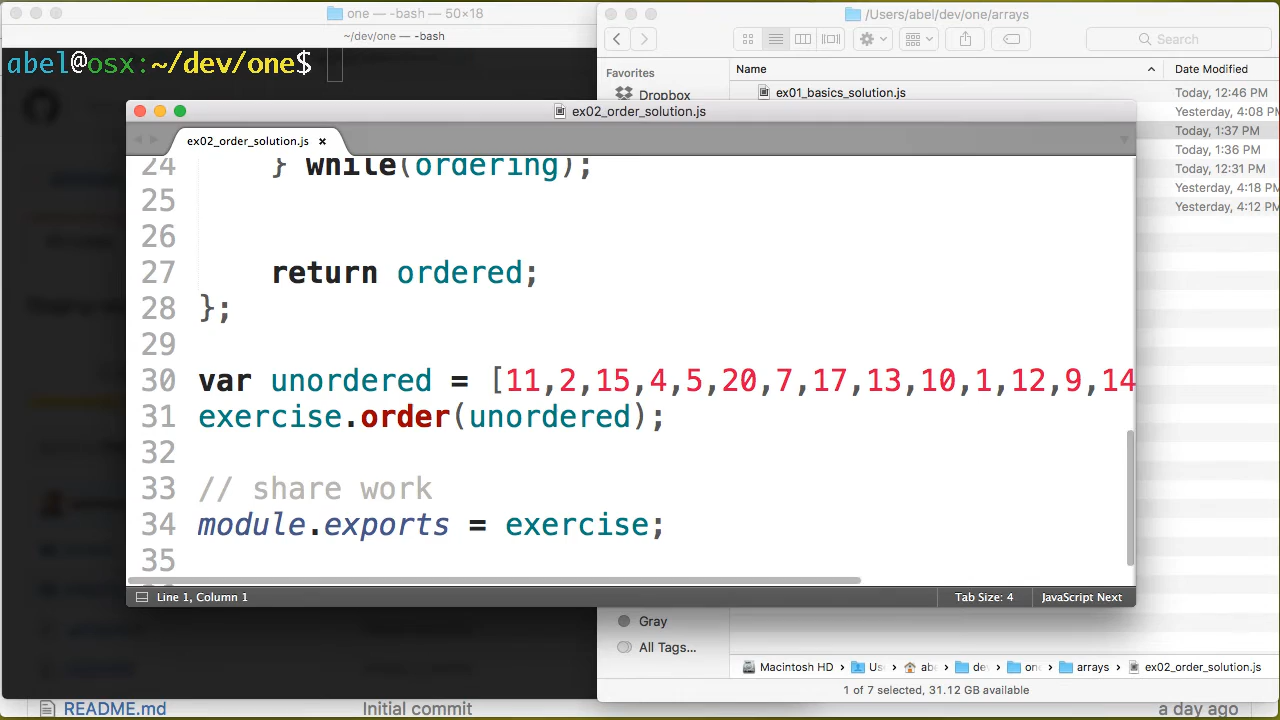 one — -bash — 50×18
~/dev/one — -bash
abel@osx:~/dev/one$
/Users/abel/dev/one/arrays
Search
Favorites
Dropbox
Name
Date Modified
ex01_basics_solution.js
Today, 12:46 PM
Yesterday, 4:08 PM
Today, 1:37 PM
Today, 1:36 PM
Today, 12:31 PM
Yesterday, 4:18 PM
Yesterday, 4:12 PM
ex02_order_solution.js
ex02_order_solution.js ×
24 } while(ordering);
25
26
27 return ordered;
28 };
29
30 var unordered = [11,2,15,4,5,20,7,17,13,10,1,12,9,14
31 exercise.order(unordered);
32
33 // share work
34 module.exports = exercise;
35
Line 1, Column 1
Tab Size: 4
JavaScript Next
Gray
All Tags...
Macintosh HD › Us › abe › de › on › arrays › ex02_order_solution.js
1 of 7 selected, 31.12 GB available
README.md
Initial commit
a day ago